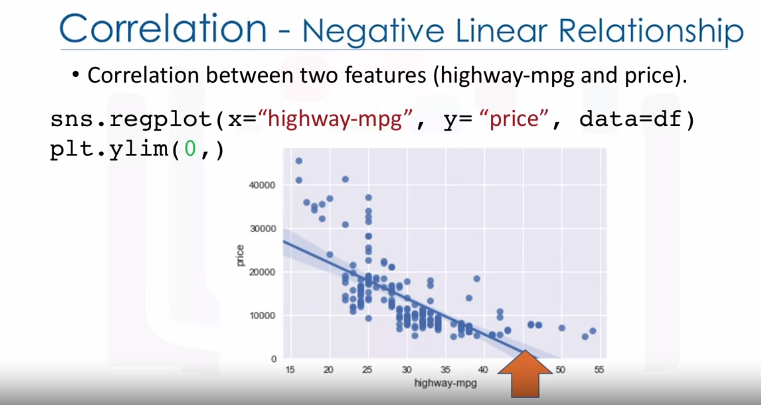 Correlation - Negative Linear Relationship
• Correlation between two features (highway-mpg and price).
sns.regplot(x=“highway-mpg”, y= “price”, data=df)
plt.ylim(0,)
40000
30000
20000
10000
0
price
15 20 25 30 35 40 50 55
highway-mpg